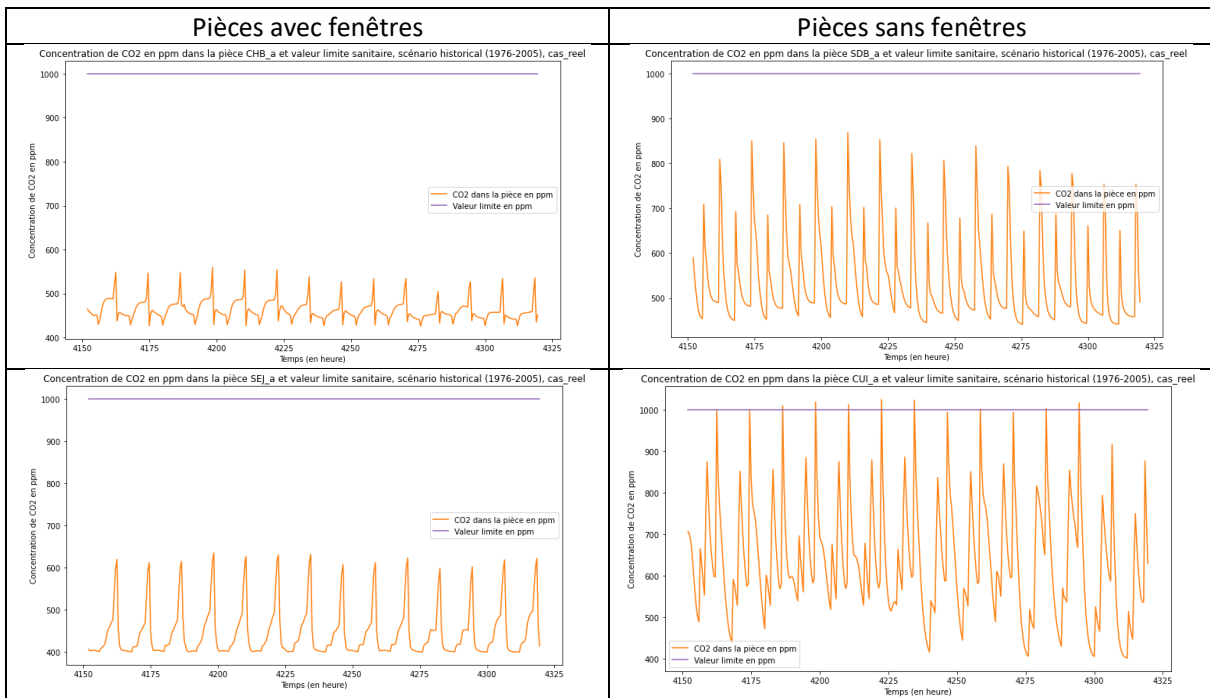 Pièces avec fenêtres
Pièces sans fenêtres
Concentration de CO2 en ppm dans la pièce CHB_a et valeur limite sanitaire, scénario historical (1976-2005), cas_reel
1000
900
800
700
600
500
400
Concentration de CO2 en ppm
CO2 dans la pièce en ppm
Valeur limite en ppm
4150 4175 4200 4225 4250 4275 4300 4325
Temps (en heure)
Concentration de CO2 en ppm dans la pièce SDB_a et valeur limite sanitaire, scénario historical (1976-2005), cas_reel
1000
900
800
700
600
500
Concentration de CO2 en ppm
CO2 dans la pièce en ppm
Valeur limite en ppm
4150 4175 4200 4225 4250 4275 4300 4325
Temps (en heure)
Concentration de CO2 en ppm dans la pièce SEJ_a et valeur limite sanitaire, scénario historical (1976-2005), cas_reel
1000
900
800
700
600
500
400
Concentration de CO2 en ppm
CO2 dans la pièce en ppm
Valeur limite en ppm
4150 4175 4200 4225 4250 4275 4300 4325
Temps (en heure)
Concentration de CO2 en ppm dans la pièce CUI_a et valeur limite sanitaire, scénario historical (1976-2005), cas_reel
1000
900
800
700
600
500
400
Concentration de CO2 en ppm
CO2 dans la pièce en ppm
Valeur limite en ppm
4150 4175 4200 4225 4250 4275 4300 4325
Temps (en heure)